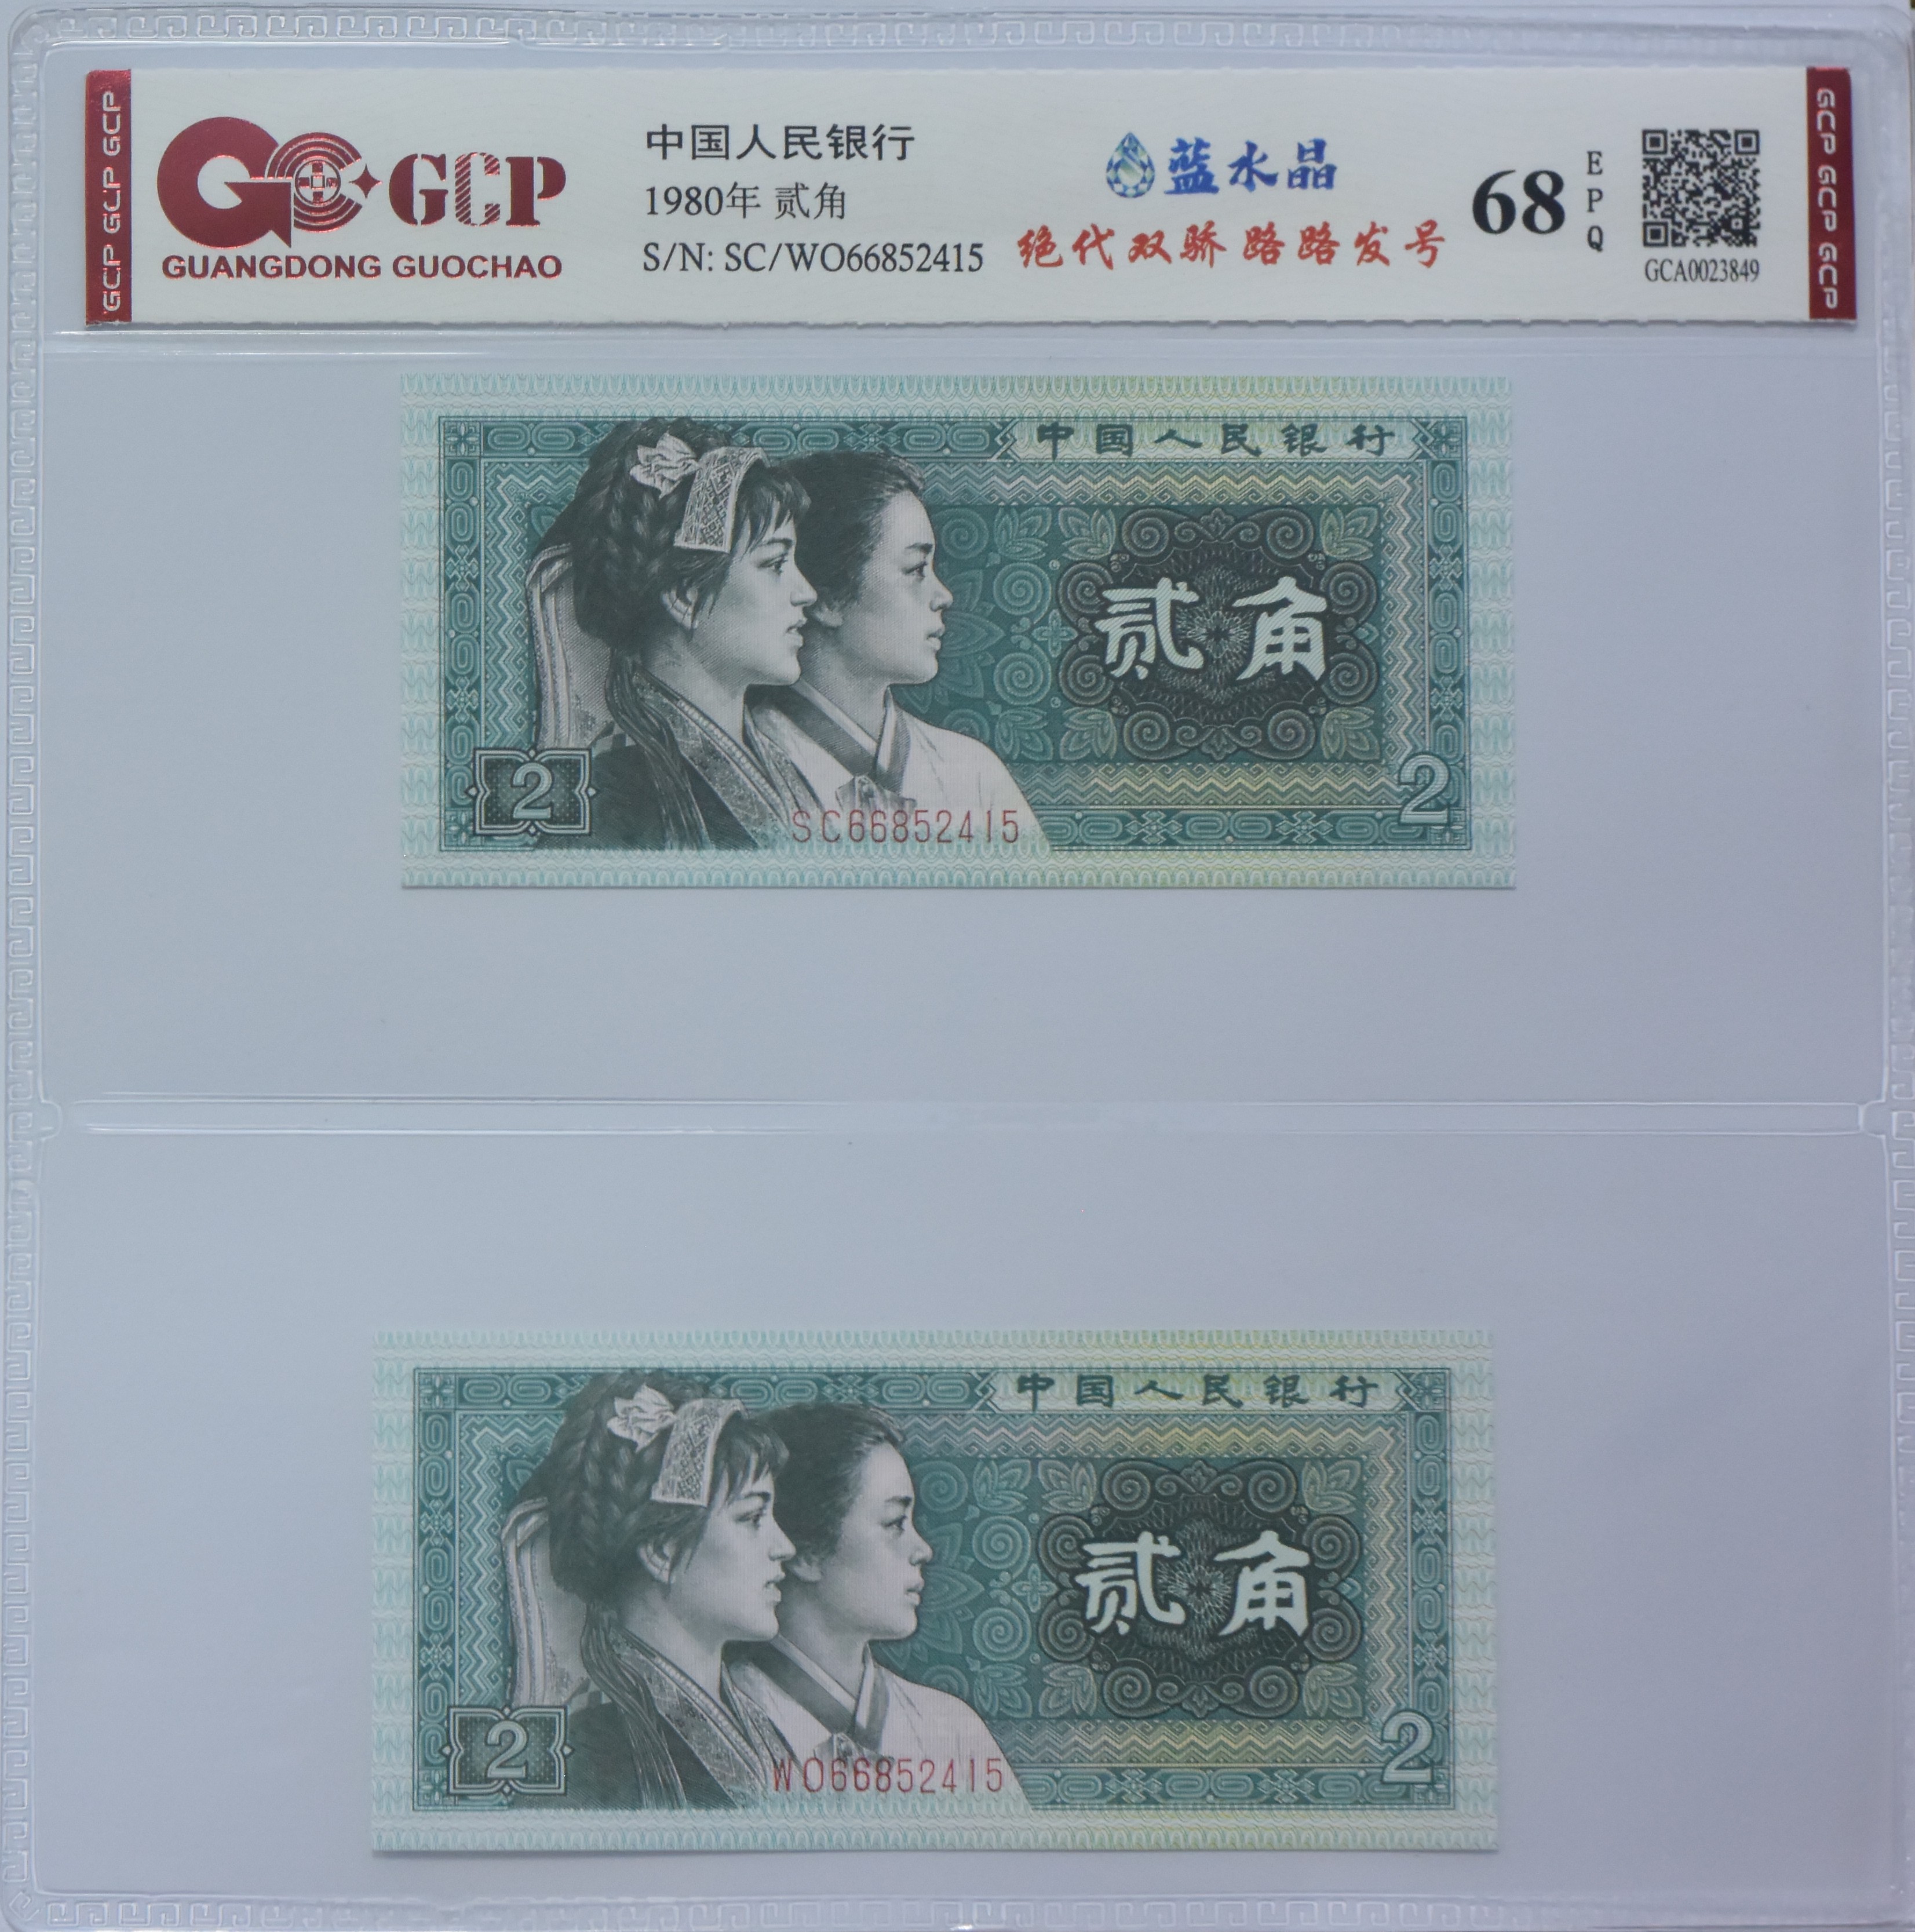 GCP GCP GCP
GCP
GUANGDONG GUOCHAO
中国人民银行
1980年 贰角
S/N: SC/WO66852415
蓝水晶
绝代双骄 路路发号
68
EPQ
GCA0023849
GCP GCP GCP
中国人民银行
贰角
2
2
SC66852415
中国人民银行
贰角
2
2
WO66852415